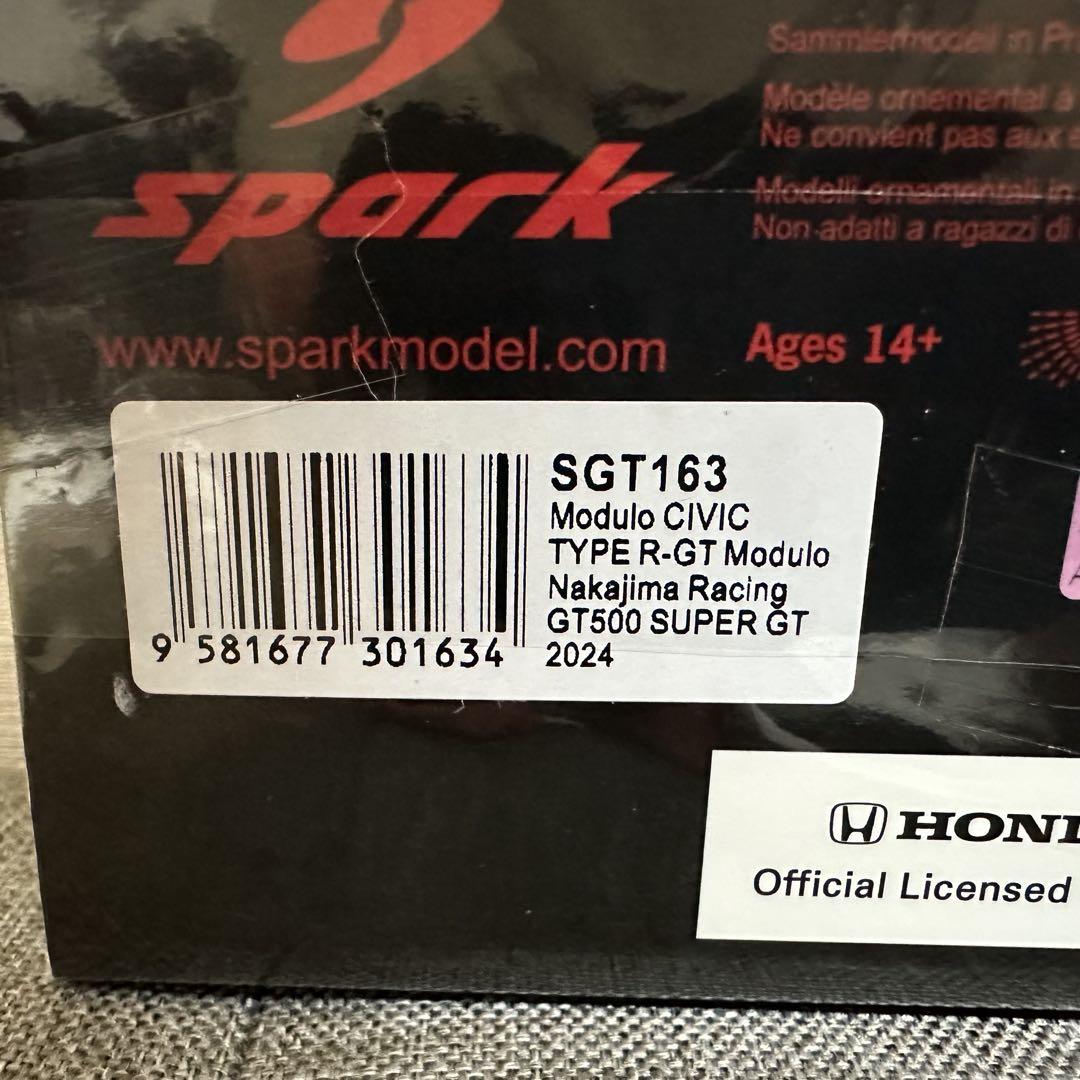 spark
www.sparkmodel.com
Sammlermodell in
Modèle ornemental à
Ne convient pas aux
Modelli ornamentali in
Non adatti a ragazzi di
Ages 14+
SGT163
Modulo CIVIC
TYPE R-GT Modulo
Nakajima Racing
GT500 SUPER GT
2024
9 581677 301634
HON
Official Licensed